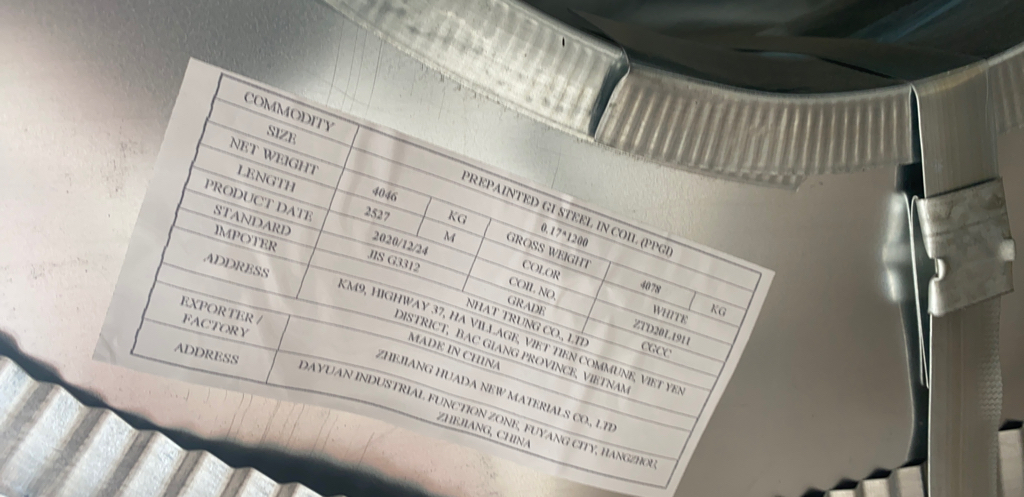 COMMODITY PREPAINTED GI STEEL IN COIL (PPGI)
SIZE 0.17*1200
NET WEIGHT 4046 KG GROSS WEIGHT 4078 KG
LENGTH 2527 M COLOR WHITE
PRODUCT DATE 2020/12/24 COIL NO. ZTD20L1911
STANDARD JIS G3312 GRADE CGCC
IMPOTER NHAT TRUNG CO., LTD
ADDRESS KM9, HIGHWAY 37, HA VILLAGE, VIET TIEN COMMUNE, VIET YEN
DISTRICT, BAC GIANG PROVINCE, VIETNAM
MADE IN CHINA
EXPORTER / FACTORY ZHEJIANG HUADA NEW MATERIALS CO., LTD
ADDRESS DAYUAN INDUSTRIAL FUNCTION ZONE, FUYANG CITY, HANGZHOU,
ZHEJIANG, CHINA